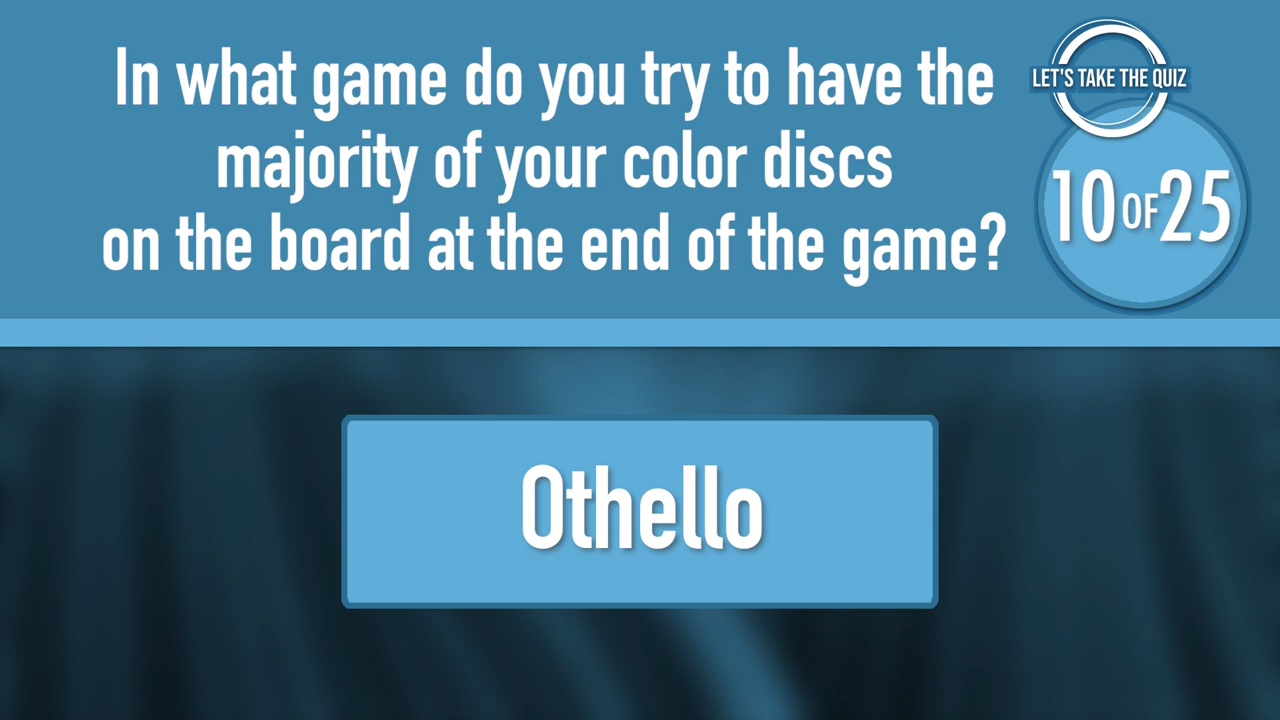 In what game do you try to have the
majority of your color discs
on the board at the end of the game?
LET'S TAKE THE QUIZ
10 OF 25
Othello